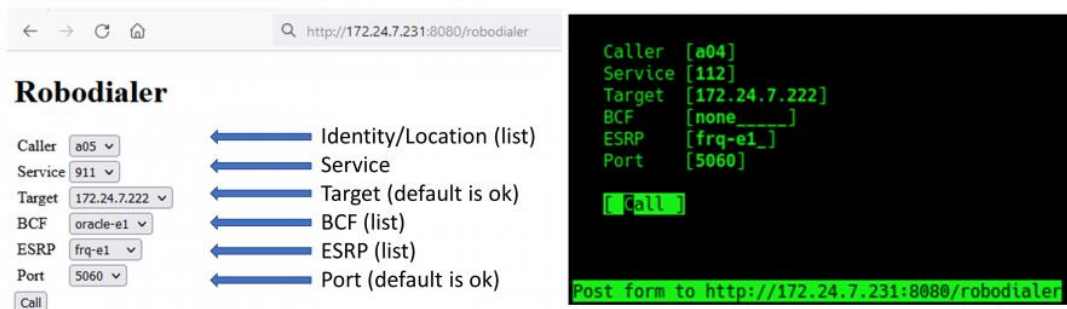 http://172.24.7.231:8080/robodialer
Robodialer
Caller a05
Service 911
Target 172.24.7.222
BCF oracle-e1
ESRP frq-e1
Port 5060
Call
Identity/Location (list)
Service
Target (default is ok)
BCF (list)
ESRP (list)
Port (default is ok)
Caller [a04]
Service [112]
Target [172.24.7.222]
BCF [none_____]
ESRP [frq-e1_]
Port [5060]
[ Call ]
Post form to http://172.24.7.231:8080/robodialer